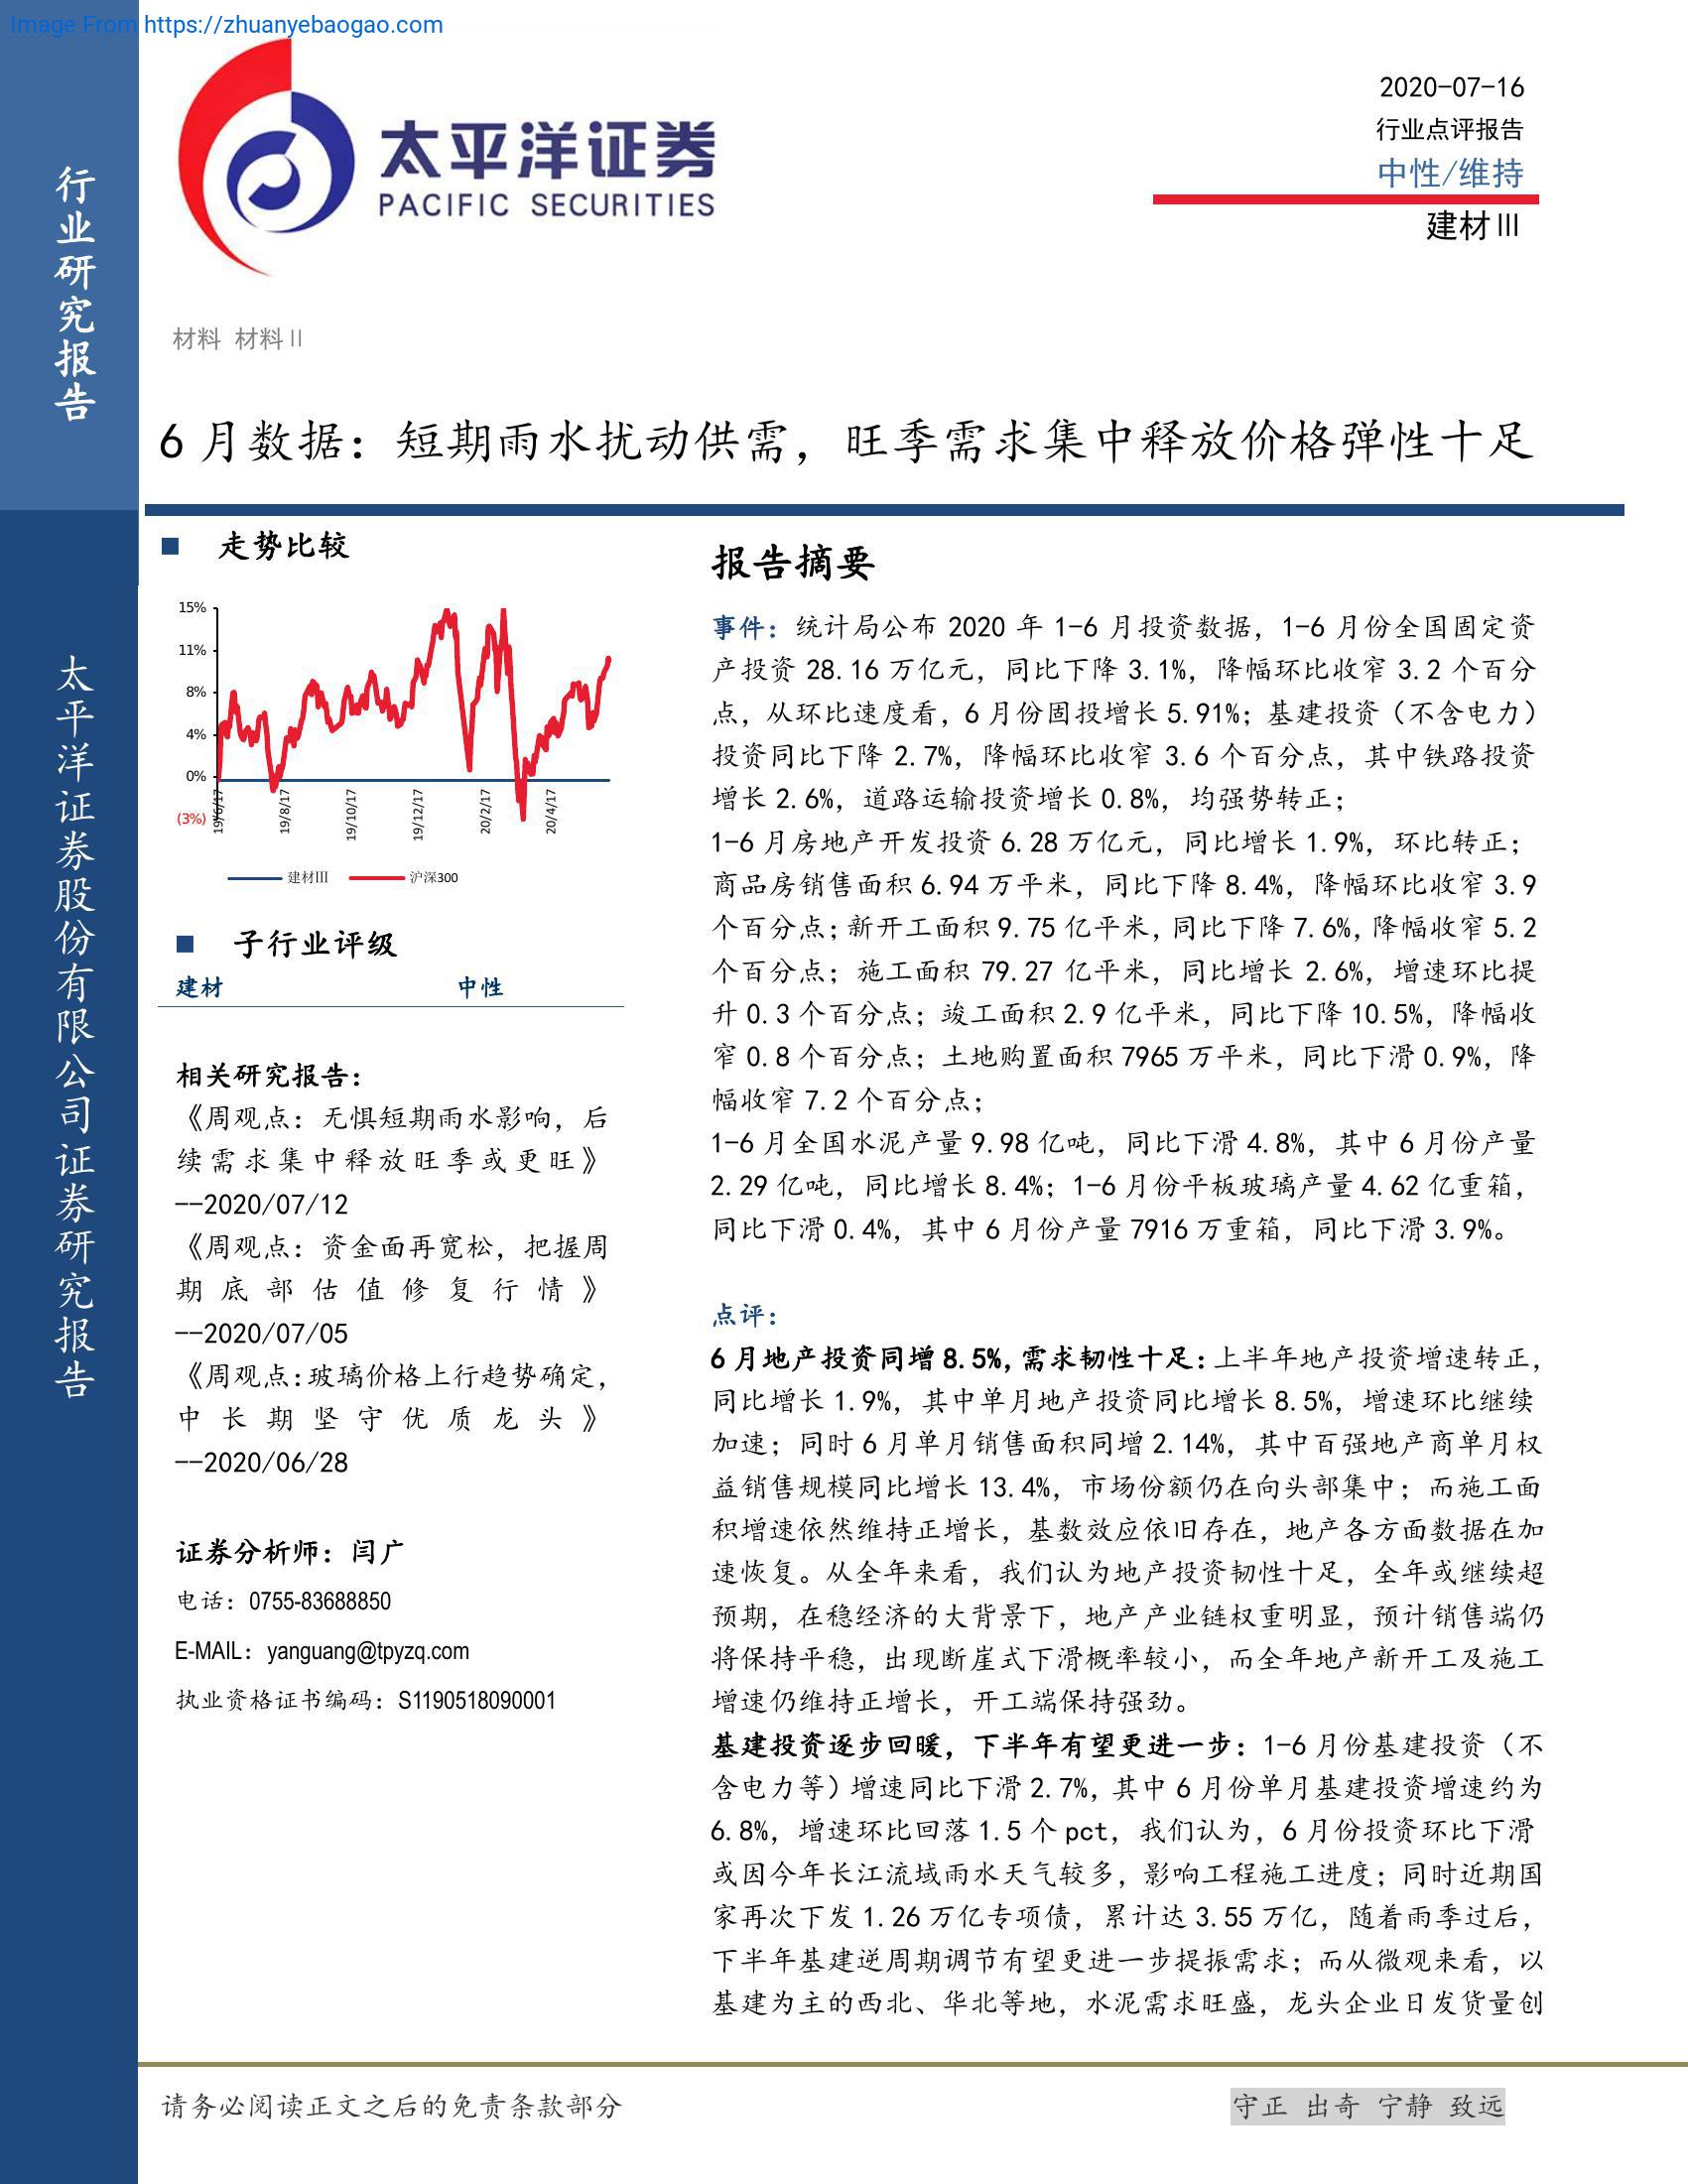 Image From https://zhuanyebaogao.com
行业研究报告
太平洋证券股份有限公司证券研究报告
太平洋证券
PACIFIC SECURITIES
2020-07-16
行业点评报告
中性/维持
建材Ⅲ
材料 材料Ⅱ
6 月数据：短期雨水扰动供需，旺季需求集中释放价格弹性十足
■ 走势比较
15%
11%
8%
4%
0%
(3%)
19/6/17
19/8/17
19/10/17
19/12/17
20/2/17
20/4/17
建材Ⅲ
沪深300
■ 子行业评级
建材 中性
相关研究报告：
《周观点：无惧短期雨水影响，后
续需求集中释放旺季或更旺》
--2020/07/12
《周观点：资金面再宽松，把握周
期底部估值修复行情》
--2020/07/05
《周观点：玻璃价格上行趋势确定，
中长期坚守优质龙头》
--2020/06/28
证券分析师：闫广
电话：0755-83688850
E-MAIL：yanguang@tpyzq.com
执业资格证书编码：S1190518090001
报告摘要
事件：统计局公布 2020 年 1-6 月投资数据，1-6 月份全国固定资
产投资 28.16 万亿元，同比下降 3.1%，降幅环比收窄 3.2 个百分
点，从环比速度看，6 月份固投增长 5.91%；基建投资（不含电力）
投资同比下降 2.7%，降幅环比收窄 3.6 个百分点，其中铁路投资
增长 2.6%，道路运输投资增长 0.8%，均强势转正；
1-6 月房地产开发投资 6.28 万亿元，同比增长 1.9%，环比转正；
商品房销售面积 6.94 万平米，同比下降 8.4%，降幅环比收窄 3.9
个百分点；新开工面积 9.75 亿平米，同比下降 7.6%，降幅收窄 5.2
个百分点；施工面积 79.27 亿平米，同比增长 2.6%，增速环比提
升 0.3 个百分点；竣工面积 2.9 亿平米，同比下降 10.5%，降幅收
窄 0.8 个百分点；土地购置面积 7965 万平米，同比下滑 0.9%，降
幅收窄 7.2 个百分点；
1-6 月全国水泥产量 9.98 亿吨，同比下滑 4.8%，其中 6 月份产量
2.29 亿吨，同比增长 8.4%；1-6 月份平板玻璃产量 4.62 亿重箱，
同比下滑 0.4%，其中 6 月份产量 7916 万重箱，同比下滑 3.9%。
点评：
6 月地产投资同增 8.5%，需求韧性十足：上半年地产投资增速转正，
同比增长 1.9%，其中单月地产投资同比增长 8.5%，增速环比继续
加速；同时 6 月单月销售面积同增 2.14%，其中百强地产商单月权
益销售规模同比增长 13.4%，市场份额仍在向头部集中；而施工面
积增速依然维持正增长，基数效应依旧存在，地产各方面数据在加
速恢复。从全年来看，我们认为地产投资韧性十足，全年或继续超
预期，在稳经济的大背景下，地产产业链权重明显，预计销售端仍
将保持平稳，出现断崖式下滑概率较小，而全年地产新开工及施工
增速仍维持正增长，开工端保持强劲。
基建投资逐步回暖，下半年有望更进一步：1-6 月份基建投资（不
含电力等）增速同比下滑 2.7%，其中 6 月份单月基建投资增速约为
6.8%，增速环比回落 1.5 个 pct，我们认为，6 月份投资环比下滑
或因今年长江流域雨水天气较多，影响工程施工进度；同时近期国
家再次下发 1.26 万亿专项债，累计达 3.55 万亿，随着雨季过后，
下半年基建逆周期调节有望更进一步提振需求；而从微观来看，以
基建为主的西北、华北等地，水泥需求旺盛，龙头企业日发货量创
请务必阅读正文之后的免责条款部分
守正 出奇 宁静 致远